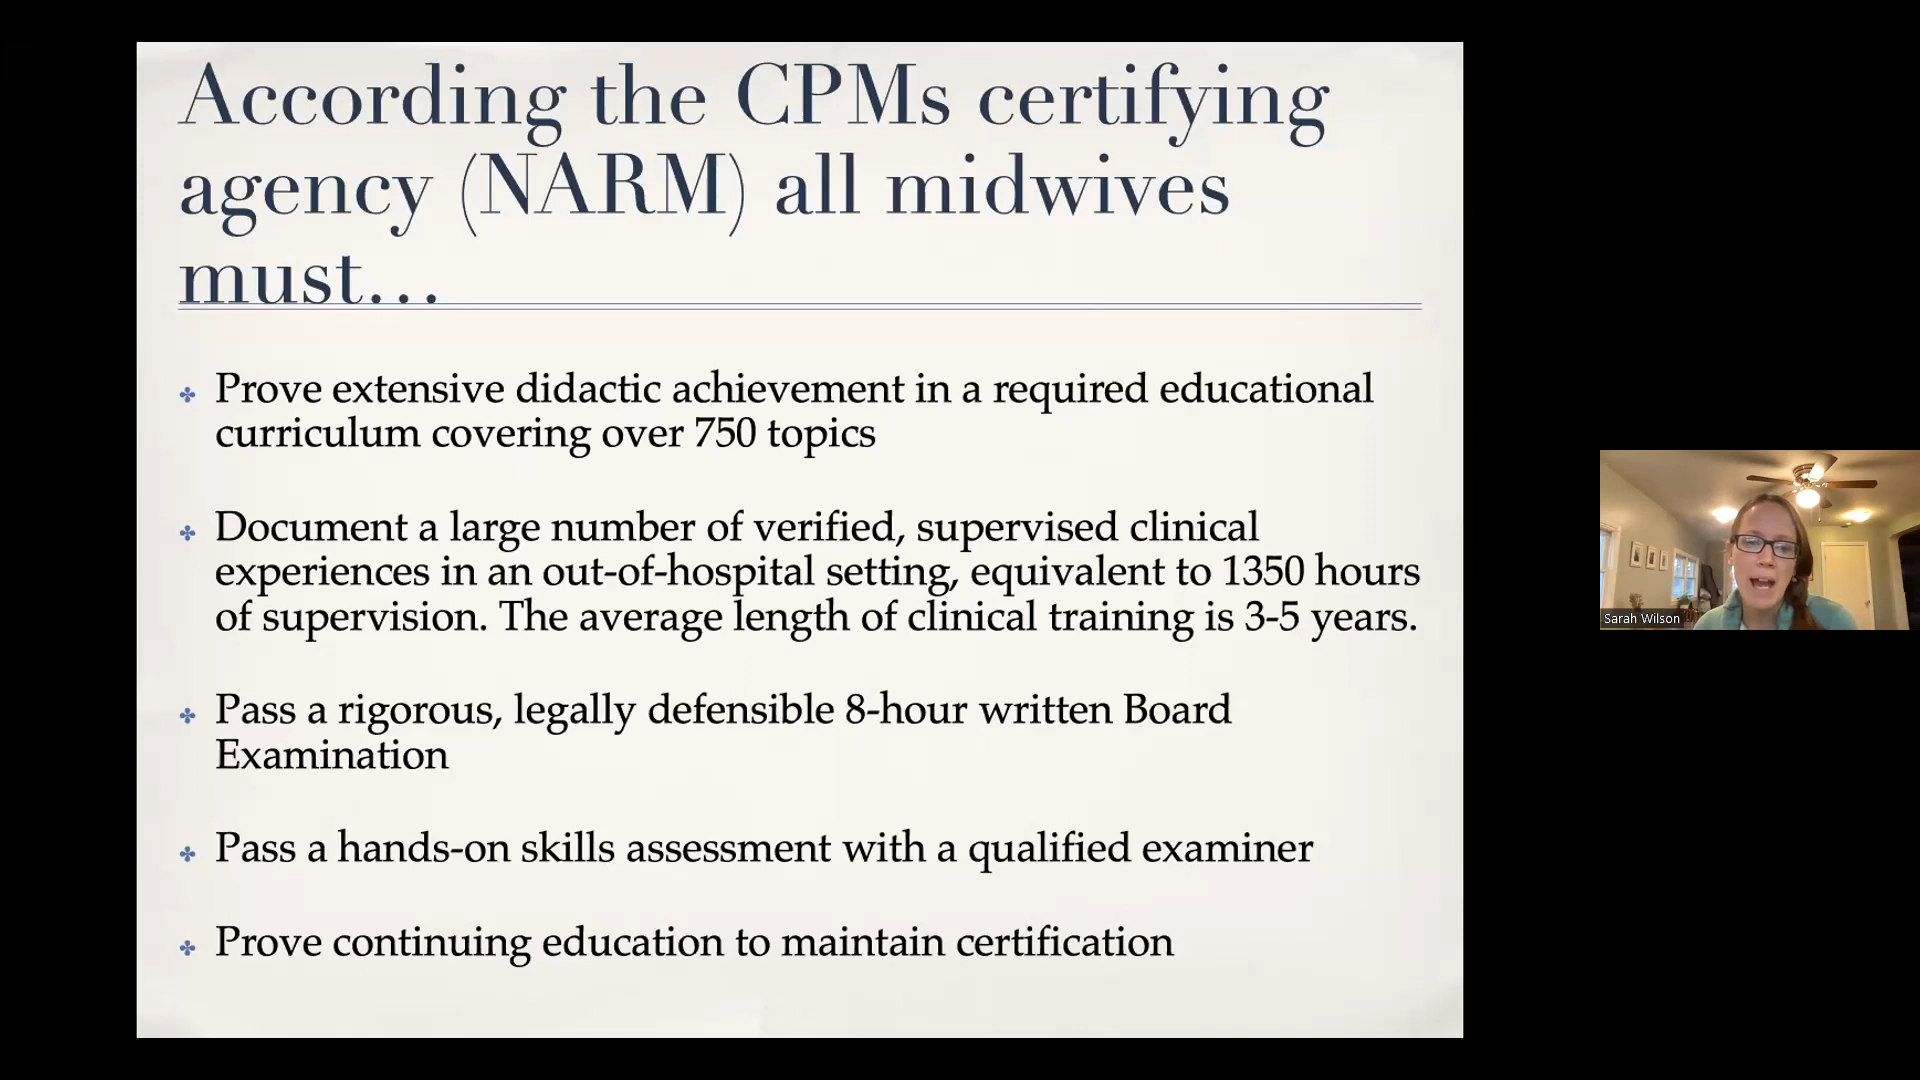 According the CPMs certifying
agency (NARM) all midwives
must...
Prove extensive didactic achievement in a required educational
curriculum covering over 750 topics
Document a large number of verified, supervised clinical
experiences in an out-of-hospital setting, equivalent to 1350 hours
of supervision. The average length of clinical training is 3-5 years.
Pass a rigorous, legally defensible 8-hour written Board
Examination
Pass a hands-on skills assessment with a qualified examiner
Prove continuing education to maintain certification
Sarah Wilson